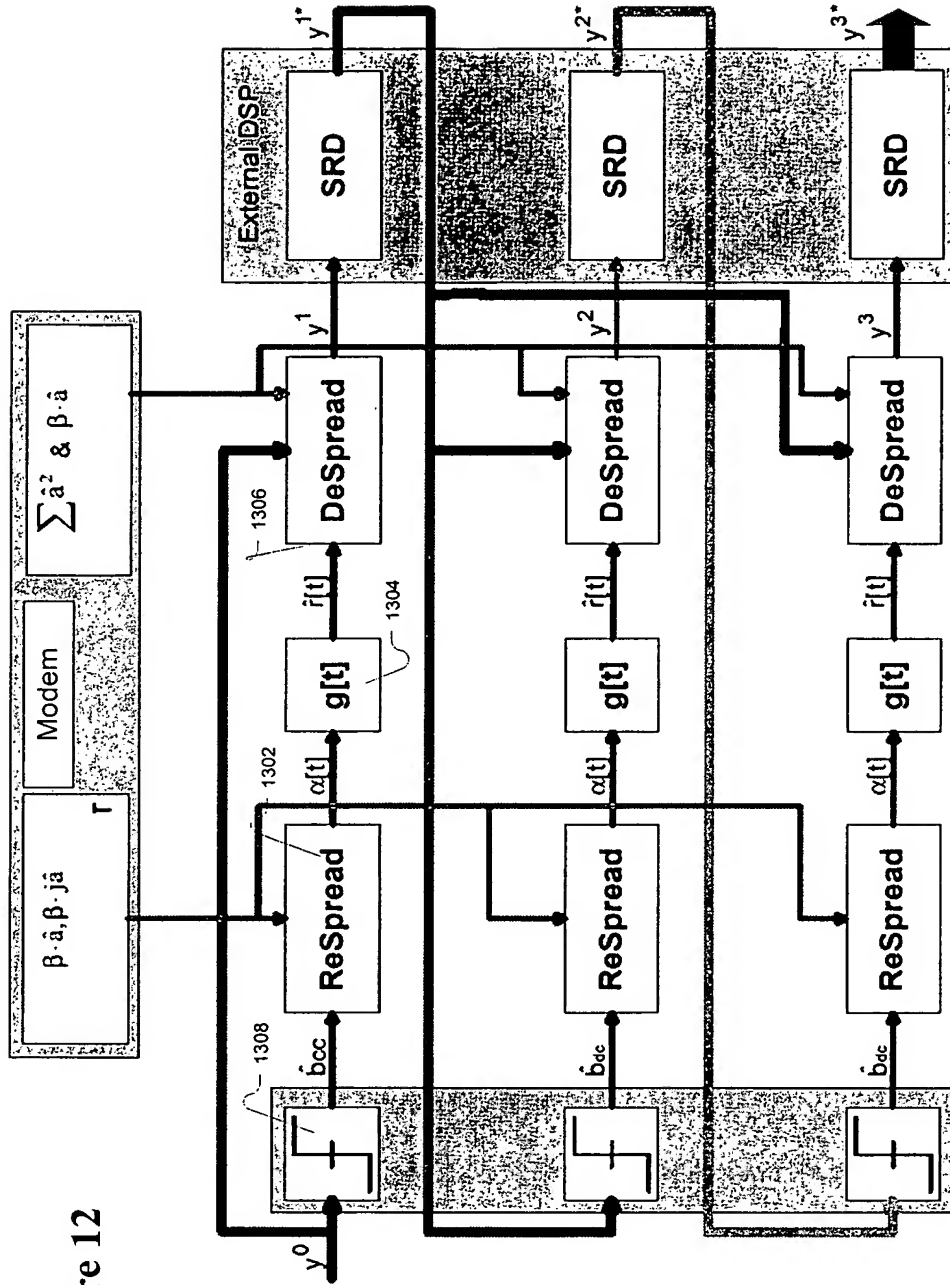 re 12
β·â,β·jâ
τ
Modem
∑â² & β·â
External DSP
y⁰
1308
b̂cc
ReSpread
1302
α[t]
g[t]
1304
r̂[t]
DeSpread
1306
y¹
SRD
y¹*
b̂dc
ReSpread
α[t]
g[t]
r̂[t]
DeSpread
y²
SRD
y²*
b̂dc
ReSpread
α[t]
g[t]
r̂[t]
DeSpread
y³
SRD
y³*